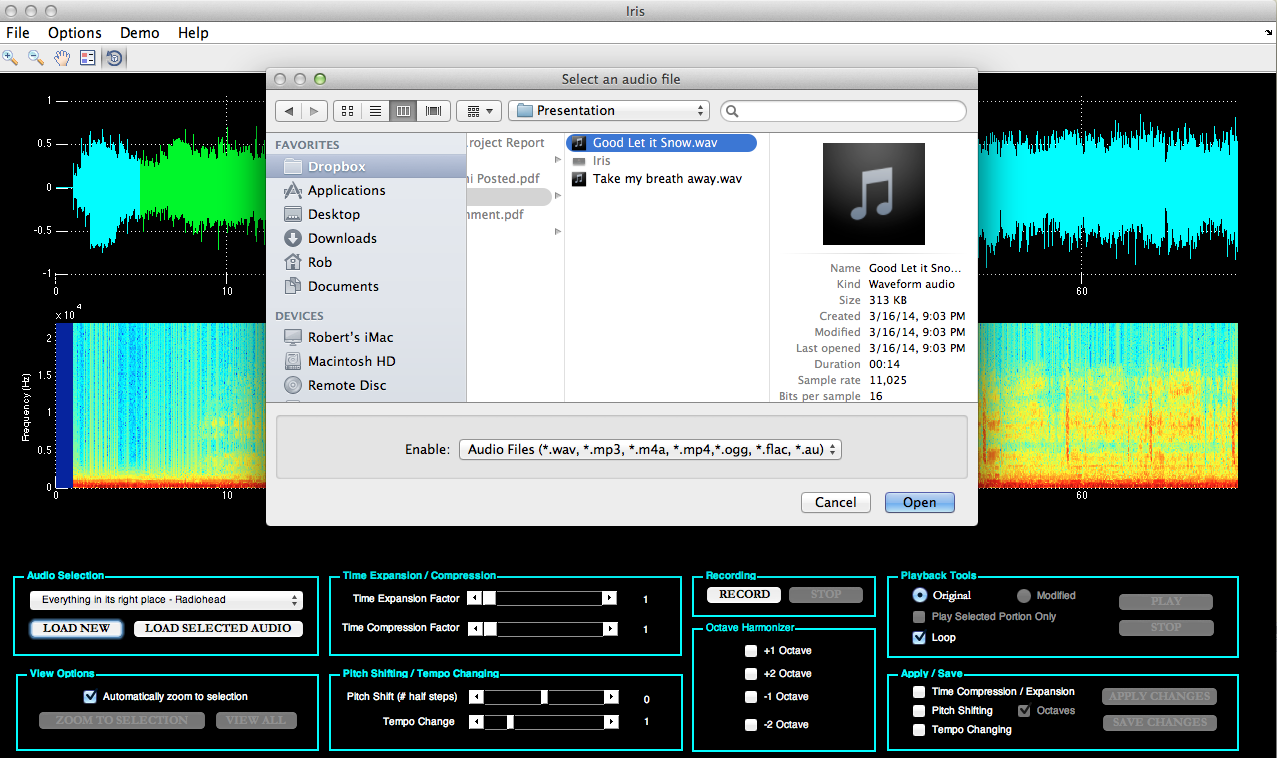 Iris
File Options Demo Help
Select an audio file
Presentation
FAVORITES
Dropbox
Applications
Desktop
Downloads
Rob
Documents
DEVICES
Robert's iMac
Macintosh HD
Remote Disc
roject Report
ni Posted.pdf
nment.pdf
Good Let it Snow.wav
Iris
Take my breath away.wav
Name Good Let it Sno...
Kind Waveform audio
Size 313 KB
Created 3/16/14, 9:03 PM
Modified 3/16/14, 9:03 PM
Last opened 3/16/14, 9:03 PM
Duration 00:14
Sample rate 11,025
Bits per sample 16
Enable: Audio Files (*.wav, *.mp3, *.m4a, *.mp4,*.ogg, *.flac, *.au)
Cancel Open
1
0.5
0
-0.5
-1
0 10 60
x 10^4
2
1.5
1
0.5
0
Frequency (Hz)
0 10 60
Audio Selection
Everything in its right place - Radiohead
LOAD NEW LOAD SELECTED AUDIO
View Options
Automatically zoom to selection
ZOOM TO SELECTION VIEW ALL
Time Expansion / Compression
Time Expansion Factor 1
Time Compression Factor 1
Pitch Shifting / Tempo Changing
Pitch Shift (# half steps) 0
Tempo Change 1
Recording
RECORD STOP
Octave Harmonizer
+1 Octave
+2 Octave
-1 Octave
-2 Octave
Playback Tools
Original Modified PLAY
Play Selected Portion Only
Loop STOP
Apply / Save
Time Compression / Expansion APPLY CHANGES
Pitch Shifting Octaves
Tempo Changing SAVE CHANGES